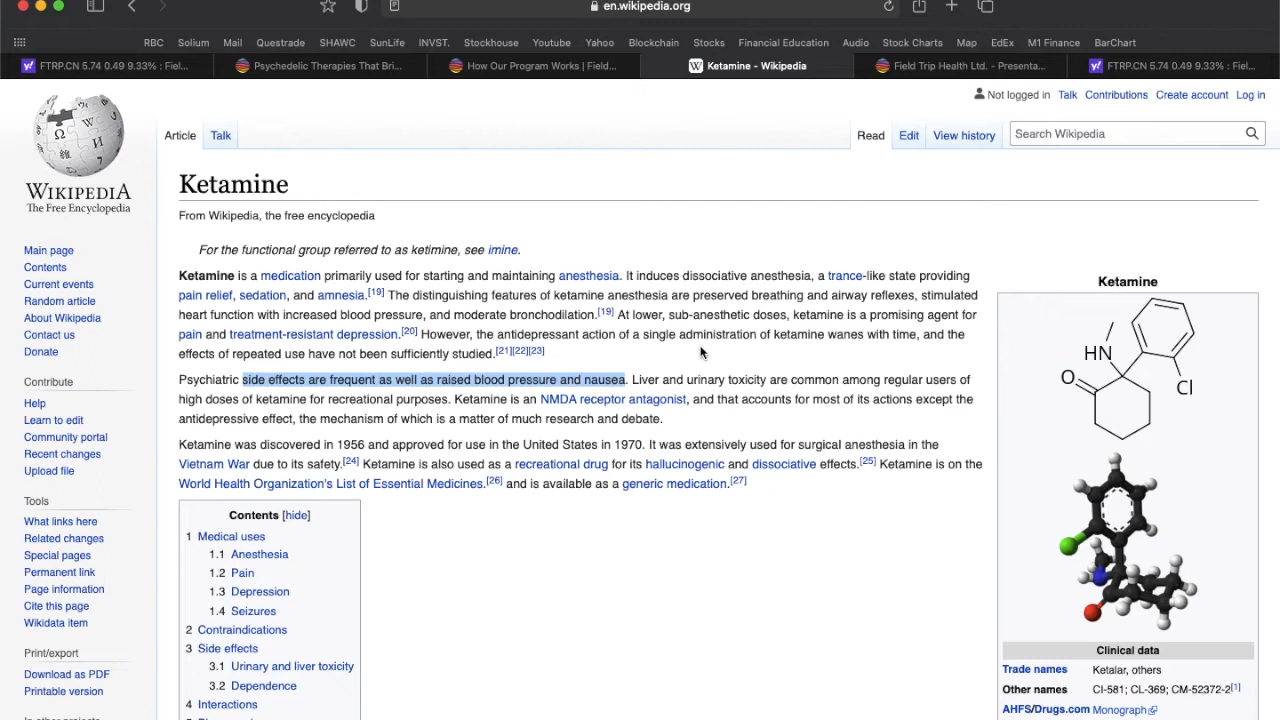 en.wikipedia.org
RBC Solium Mail Questrade SHAWC SunLife INVST. Stockhouse Youtube Yahoo Blockchain Stocks Financial Education Audio Stock Charts Map EdEx M1 Finance BarChart
FTRP.CN 5.74 0.49 9.33% : Fiel... Psychedelic Therapies That Bri... How Our Program Works | Field... Ketamine - Wikipedia Field Trip Health Ltd. - Presenta... FTRP.CN 5.74 0.49 9.33% : Fiel...
Not logged in Talk Contributions Create account Log in
Article Talk Read Edit View history Search Wikipedia
WIKIPEDIA
The Free Encyclopedia
Main page
Contents
Current events
Random article
About Wikipedia
Contact us
Donate
Contribute
Help
Learn to edit
Community portal
Recent changes
Upload file
Tools
What links here
Related changes
Special pages
Permanent link
Page information
Cite this page
Wikidata item
Print/export
Download as PDF
Printable version
Ketamine
From Wikipedia, the free encyclopedia
For the functional group referred to as ketimine, see imine.
Ketamine is a medication primarily used for starting and maintaining anesthesia. It induces dissociative anesthesia, a trance-like state providing
pain relief, sedation, and amnesia.[19] The distinguishing features of ketamine anesthesia are preserved breathing and airway reflexes, stimulated
heart function with increased blood pressure, and moderate bronchodilation.[19] At lower, sub-anesthetic doses, ketamine is a promising agent for
pain and treatment-resistant depression.[20] However, the antidepressant action of a single administration of ketamine wanes with time, and the
effects of repeated use have not been sufficiently studied.[21][22][23]
Psychiatric side effects are frequent as well as raised blood pressure and nausea. Liver and urinary toxicity are common among regular users of
high doses of ketamine for recreational purposes. Ketamine is an NMDA receptor antagonist, and that accounts for most of its actions except the
antidepressive effect, the mechanism of which is a matter of much research and debate.
Ketamine was discovered in 1956 and approved for use in the United States in 1970. It was extensively used for surgical anesthesia in the
Vietnam War due to its safety.[24] Ketamine is also used as a recreational drug for its hallucinogenic and dissociative effects.[25] Ketamine is on the
World Health Organization's List of Essential Medicines.[26] and is available as a generic medication.[27]
Contents [hide]
1 Medical uses
1.1 Anesthesia
1.2 Pain
1.3 Depression
1.4 Seizures
2 Contraindications
3 Side effects
3.1 Urinary and liver toxicity
3.2 Dependence
4 Interactions
Ketamine
HN
O
Cl
Clinical data
Trade names Ketalar, others
Other names CI-581; CL-369; CM-52372-2[1]
AHFS/Drugs.com Monograph